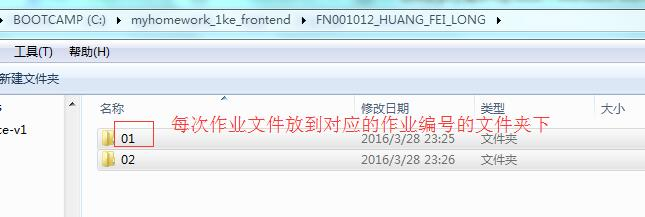 BOOTCAMP (C:) ▸ myhomework_1ke_frontend ▸ FN001012_HUANG_FEI_LONG ▸
工具(T) 帮助(H)
新建文件夹
名称 修改日期 类型 大小
每次作业文件放到对应的作业编号的文件夹下
s
01 2016/3/28 23:25 文件夹
te-v1
02 2016/3/28 23:26 文件夹